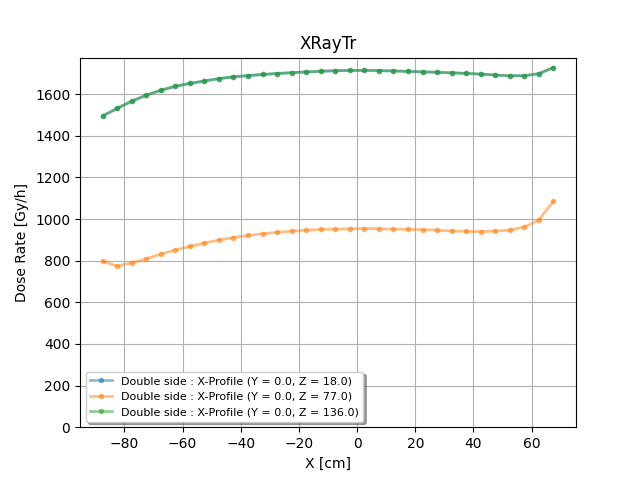 XRayTr
Dose Rate [Gy/h]
1600
1400
1200
1000
800
600
400
200
0
Double side : X-Profile (Y = 0.0, Z = 18.0)
Double side : X-Profile (Y = 0.0, Z = 77.0)
Double side : X-Profile (Y = 0.0, Z = 136.0)
−80 −60 −40 −20 0 20 40 60
X [cm]